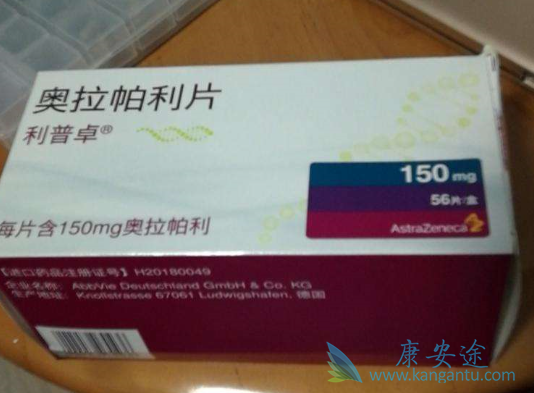 奥拉帕利片
利普卓®
150 mg
56片/盒
AstraZeneca
每片含150mg奥拉帕利
【进口药品注册证号】H20180049
企业名称: AbbVie Deutschland GmbH & Co. KG
生产地址: Knollstrasse 67061 Ludwigshafen, 德国
康安途
www.kangantu.com